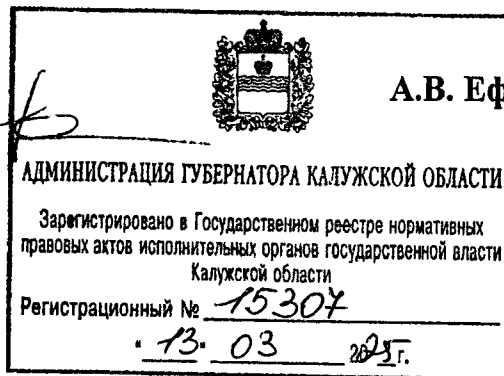 А.В. Еф
АДМИНИСТРАЦИЯ ГУБЕРНАТОРА КАЛУЖСКОЙ ОБЛАСТИ
Зарегистрировано в Государственном реестре нормативных
правовых актов исполнительных органов государственной власти
Калужской области
Регистрационный № 15307
"13" 03 2025 г.